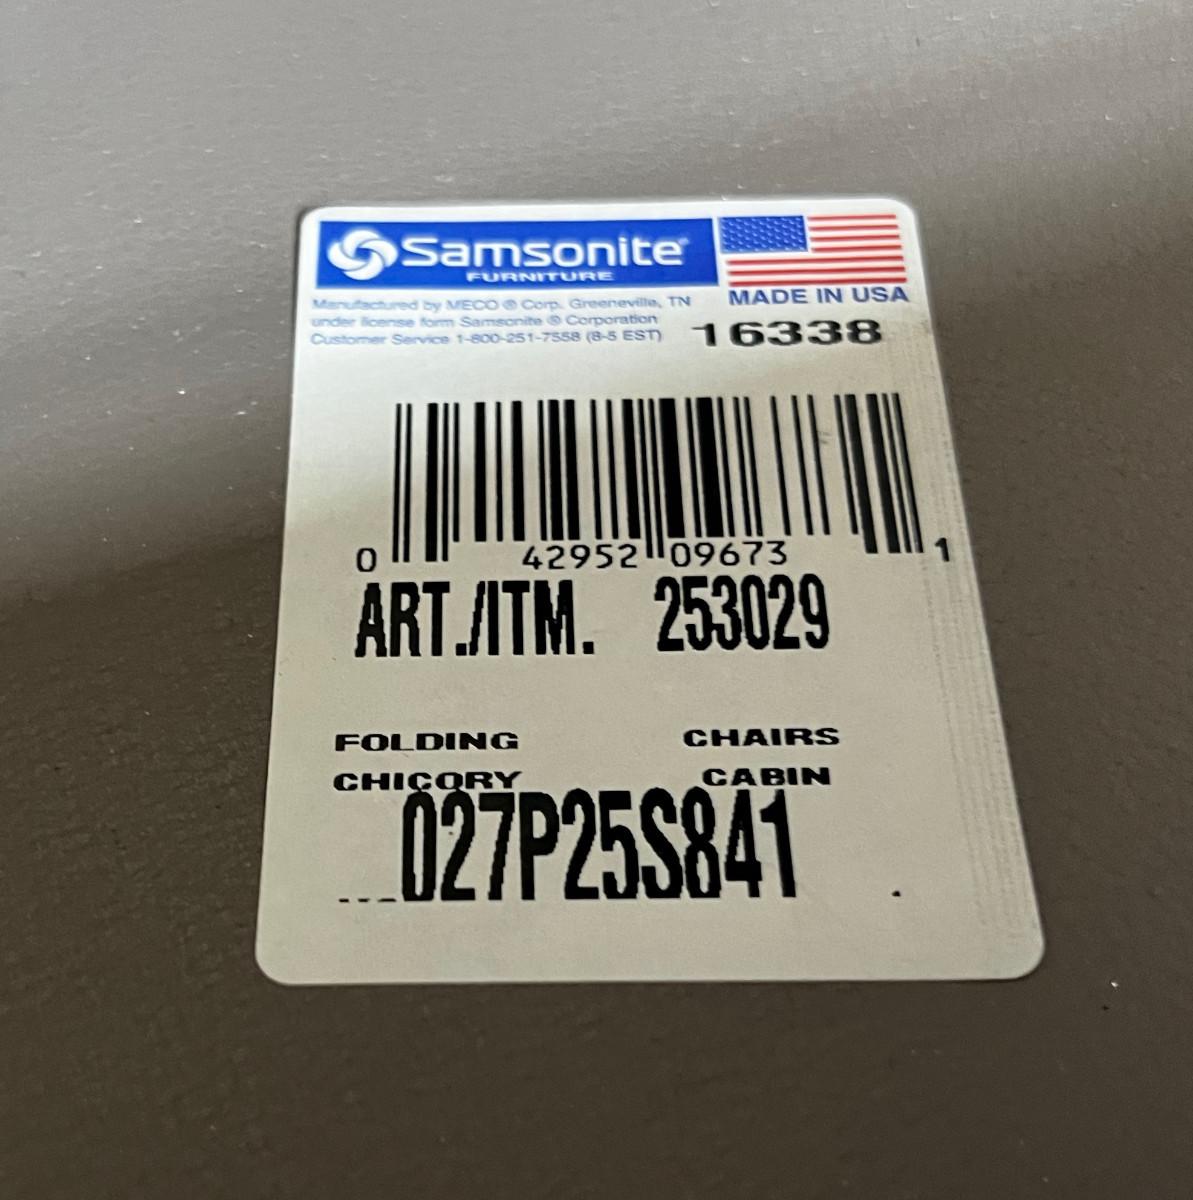 Samsonite®
FURNITURE
MADE IN USA
Manufactured by MECO ® Corp. Greeneville, TN
under license form Samsonite ® Corporation
Customer Service 1-800-251-7558 (8-5 EST)
16338
0 42952 09673 1
ART./ITM. 253029
FOLDING CHAIRS
CHICORY CABIN
027P25S841